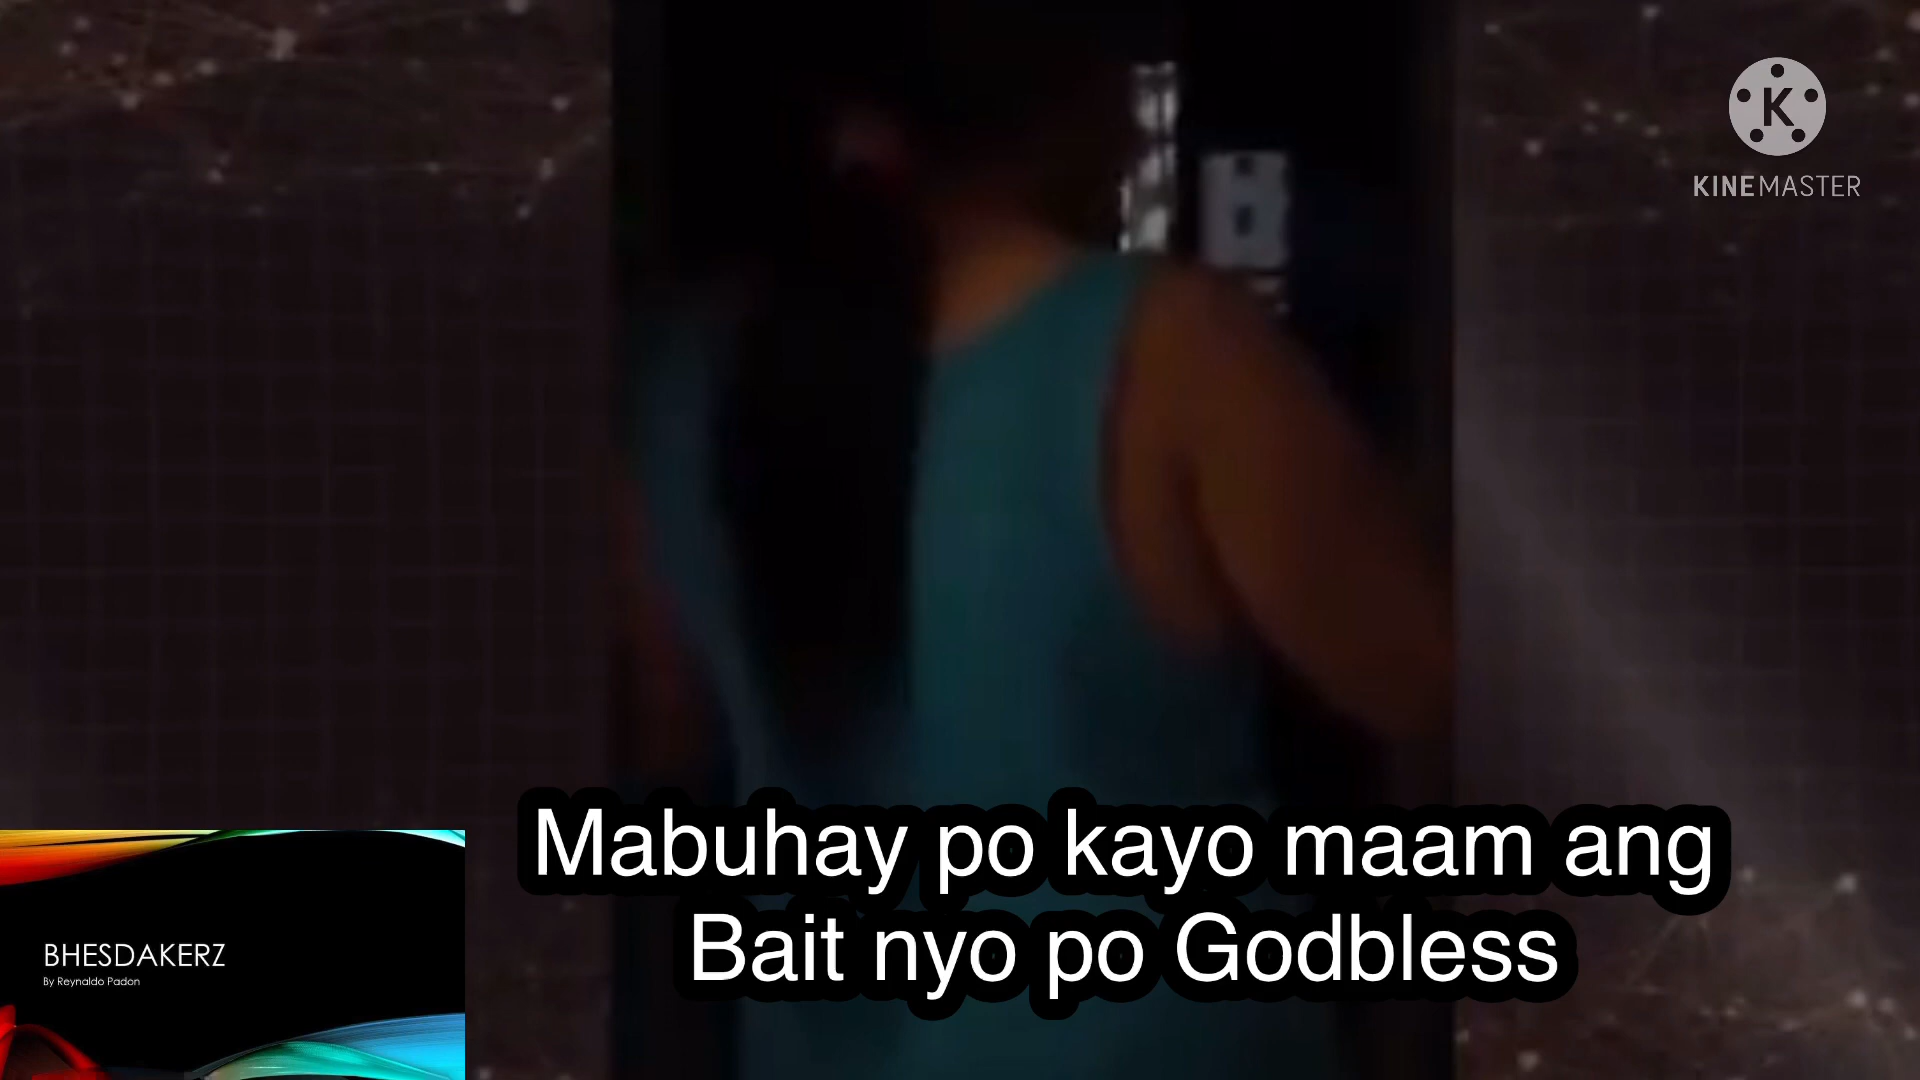 K
KINEMASTER
Mabuhay po kayo maam ang
Bait nyo po Godbless
BHESDAKERZ
By Reynaldo Padon